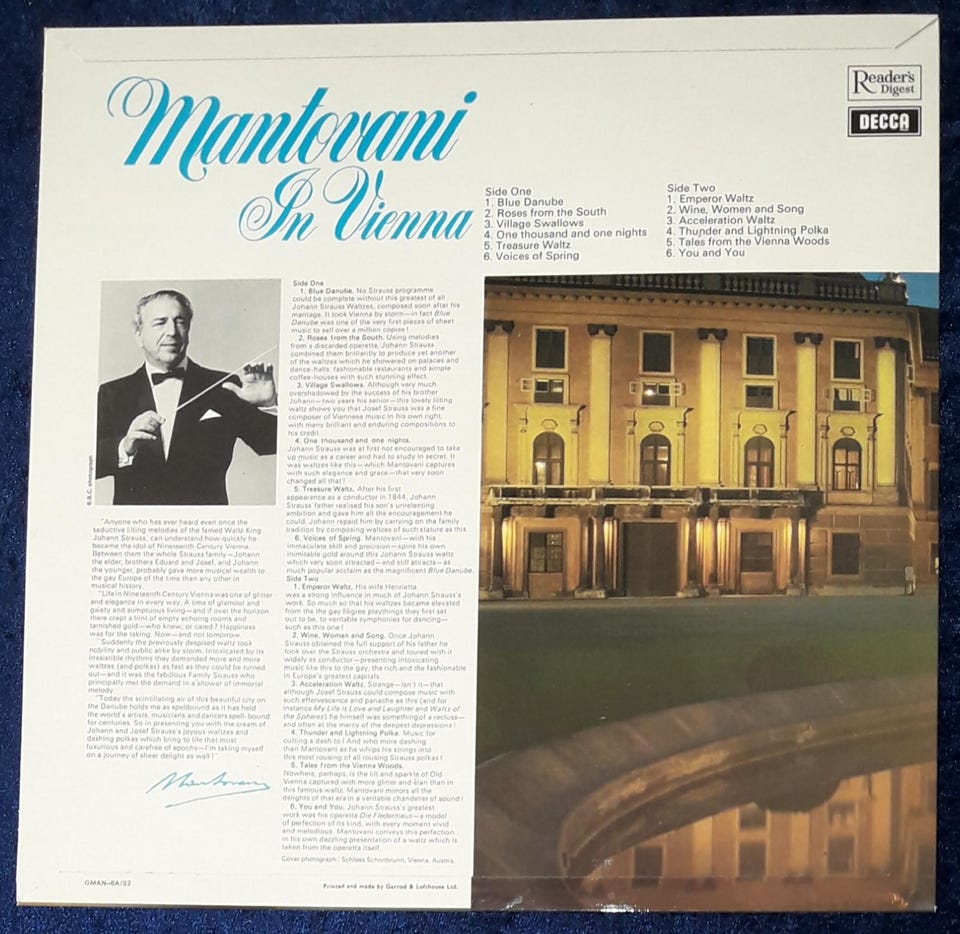 Mantovani
In Vienna
Reader's
Digest
DECCA
Side One
1. Blue Danube
2. Roses from the South
3. Village Swallows
4. One thousand and one nights
5. Treasure Waltz
6. Voices of Spring
Side Two
1. Emperor Waltz
2. Wine, Women and Song
3. Acceleration Waltz
4. Thunder and Lightning Polka
5. Tales from the Vienna Woods
6. You and You
B.B.C. photograph
"Anyone who has ever heard even once the
seductive lilting melodies of the famed Waltz King
Johann Strauss, can understand how quickly he
became the idol of Nineteenth Century Vienna.
Between them the whole Strauss family—Johann
the elder, brothers Eduard and Josef, and Johann
the younger, probably gave more musical wealth to
the gay Europe of the time than any other in
musical history.
"Life in Nineteenth Century Vienna was one of glitter
and elegance in every way. A time of glamour and
gaiety and sumptuous living—and if over the horizon
there crept a hint of empty echoing rooms and
tarnished gold—who knew, or cared? Happiness
was for the taking. Now—and not tomorrow.
"Suddenly the previously despised waltz took
nobility and public alike by storm. Intoxicated by its
irresistible rhythms they demanded more and more
waltzes (and polkas) as fast as they could be turned
out—and it was the fabulous Family Strauss who
principally met the demand in a shower of immortal
melody.
"Today the scintillating air of this beautiful city on
the Danube holds me as spellbound as it has held
the world's artists, musicians and dancers spell-bound
for centuries. So in presenting you with the cream of
Johann and Josef Strauss's joyous waltzes and
dashing polkas which bring to life that most
luxurious and carefree of epochs—I'm taking myself
on a journey of sheer delight as well!"
Mantovani
Side One
1. Blue Danube. No Strauss programme
could be complete without this greatest of all
Johann Strauss Waltzes, composed soon after his
marriage. It took Vienna by storm—in fact Blue
Danube was one of the very first pieces of sheet
music to sell over a million copies!
2. Roses from the South. Using melodies
from a discarded operetta, Johann Strauss
combined them brilliantly to produce yet another
of the waltzes which he showered on palaces and
dance-halls, fashionable restaurants and simple
coffee-houses with such stunning effect.
3. Village Swallows. Although very much
overshadowed by the success of his brother
Johann—two years his senior—this lovely lilting
waltz shows you that Josef Strauss was a fine
composer of Viennese music in his own right,
with many brilliant and enduring compositions to
his credit.
4. One thousand and one nights.
Johann Strauss was at first not encouraged to take
up music as a career and had to study in secret. It
was waltzes like this—which Mantovani captures
with such elegance and grace—that very soon
changed all that!
5. Treasure Waltz. After his first
appearance as a conductor in 1844, Johann
Strauss' father realised his son's unrelenting
ambition and gave him all the encouragement he
could. Johann repaid him by carrying on the family
tradition by composing waltzes of such stature as this.
6. Voices of Spring. Mantovani—with his
immaculate skill and precision—spins his own
inimitable gold around this Johann Strauss waltz
which very soon attracted—and still attracts—as
much popular acclaim as the magnificent Blue Danube.
Side Two
1. Emperor Waltz. His wife Henrietta
was a strong influence in much of Johann Strauss's
work. So much so that his waltzes became elevated
from the the gay filigree playthings they first set
out to be, to veritable symphonies for dancing—
such as this one!
2. Wine, Women and Song. Once Johann
Strauss obtained the full support of his father he
took over the Strauss orchestra and toured with it
widely as conductor—presenting intoxicating
music like this to the gay, the rich and the fashionable
in Europe's greatest capitals.
3. Acceleration Waltz. Strange—isn't it—that
although Josef Strauss could compose music with
such effervescence and panache as this (and for
instance My life is Love and Laughter and Waltz of
the Spheres) he himself was something of a recluse—
and often at the mercy of the deepest depressions!
4. Thunder and Lightning Polka. Music for
cutting a dash to! And who more dashing
than Mantovani as he whips his strings into
this most rousing of all rousing Strauss polkas!
5. Tales from the Vienna Woods.
Nowhere, perhaps, is the lilt and sparkle of Old
Vienna captured with more glitter and élan than in
this famous waltz. Mantovani mirrors all the
delights of that era in a veritable chandelier of sound!
6. You and You. Johann Strauss's greatest
work was his operetta Die Fledermaus—a model
of perfection of its kind, with every moment vivid
and melodious. Mantovani conveys this perfection
in his own dazzling presentation of a waltz which is
taken from the operetta itself.
Cover photograph: Schloss Schonbrunn, Vienna, Austria.
GMAN-6A/S2
Printed and made by Garrod & Lofthouse Ltd.